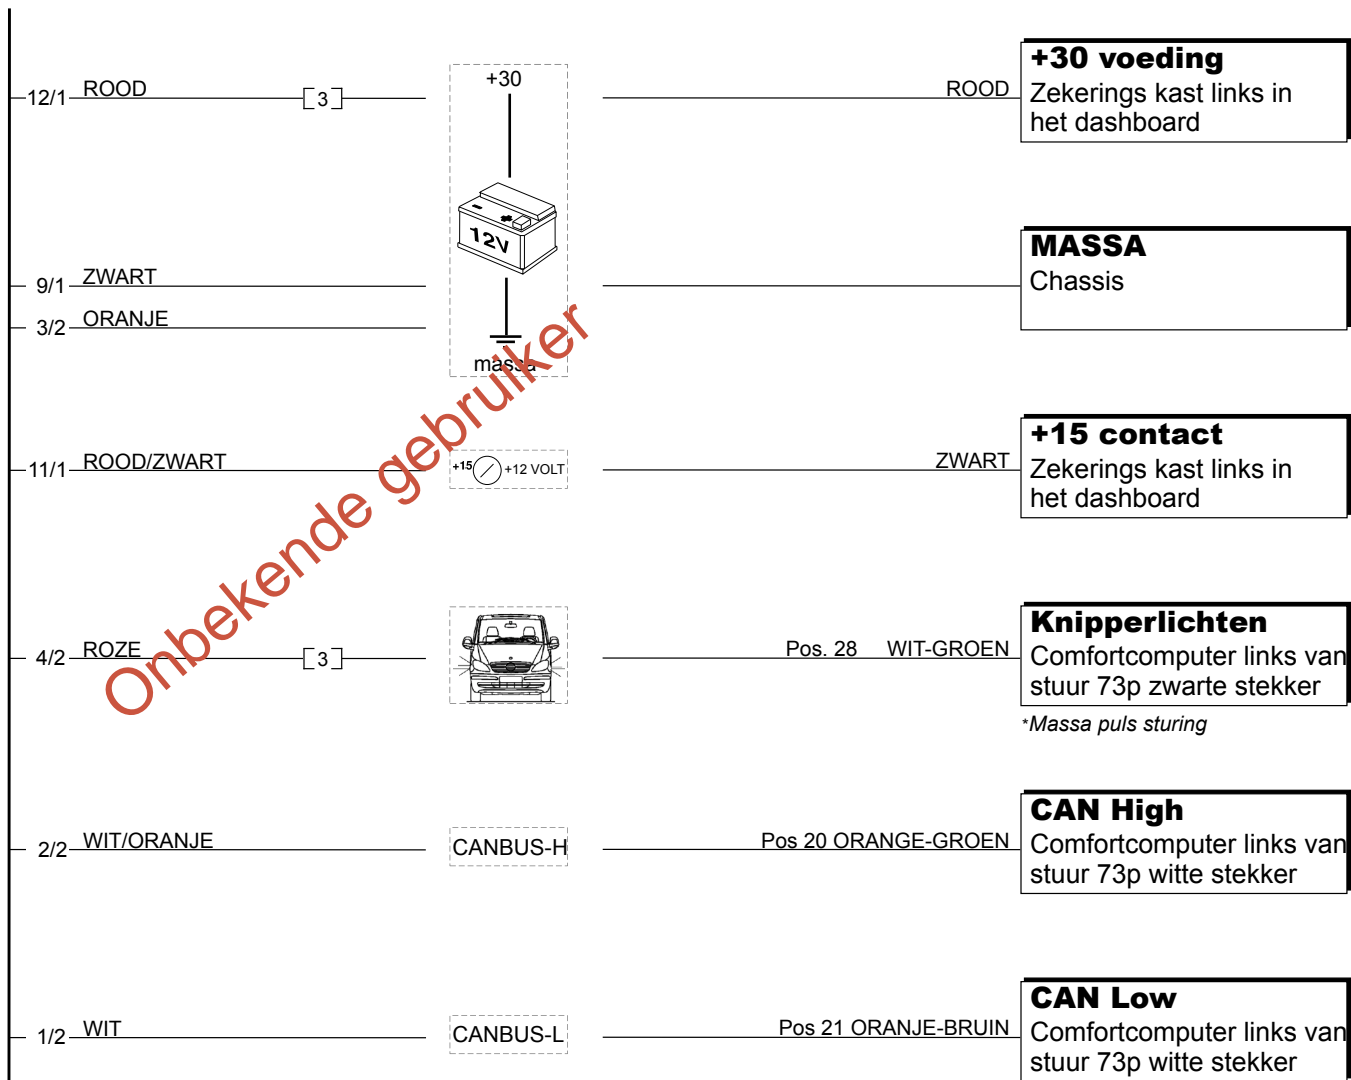 12/1 ROOD [3] +30 ROOD
+30 voeding
Zekerings kast links in
het dashboard
12V
9/1 ZWART
MASSA
Chassis
3/2 ORANJE
massa
11/1 ROOD/ZWART +15 +12 VOLT ZWART
+15 contact
Zekerings kast links in
het dashboard
Onbekende gebruiker
4/2 ROZE [3] Pos. 28 WIT-GROEN
Knipperlichten
Comfortcomputer links van
stuur 73p zwarte stekker
*Massa puls sturing
2/2 WIT/ORANJE CANBUS-H Pos 20 ORANGE-GROEN
CAN High
Comfortcomputer links van
stuur 73p witte stekker
1/2 WIT CANBUS-L Pos 21 ORANJE-BRUIN
CAN Low
Comfortcomputer links van
stuur 73p witte stekker